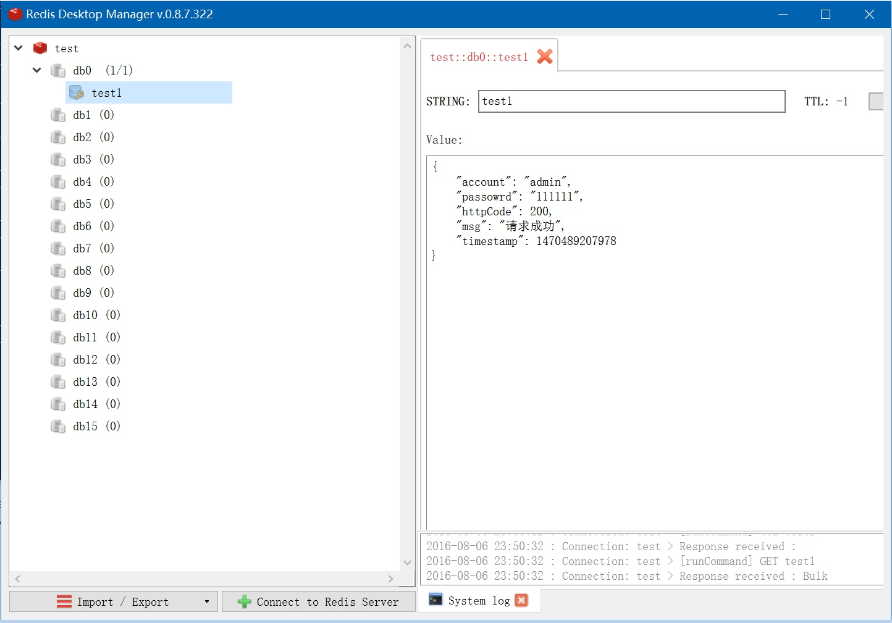 Redis Desktop Manager v.0.8.7.322
test
db0 (1/1)
test1
db1 (0)
db2 (0)
db3 (0)
db4 (0)
db5 (0)
db6 (0)
db7 (0)
db8 (0)
db9 (0)
db10 (0)
db11 (0)
db12 (0)
db13 (0)
db14 (0)
db15 (0)
Import / Export
Connect to Redis Server
test::db0::test1
STRING: test1 TTL: -1
Value:
{
"account": "admin",
"passowrd": "111111",
"httpCode": 200,
"msg": "请求成功",
"timestamp": 1470489207978
}
2016-08-06 23:50:32 : Connection: test > Response received :
2016-08-06 23:50:32 : Connection: test > [runCommand] GET test1
2016-08-06 23:50:32 : Connection: test > Response received : Bulk
System log